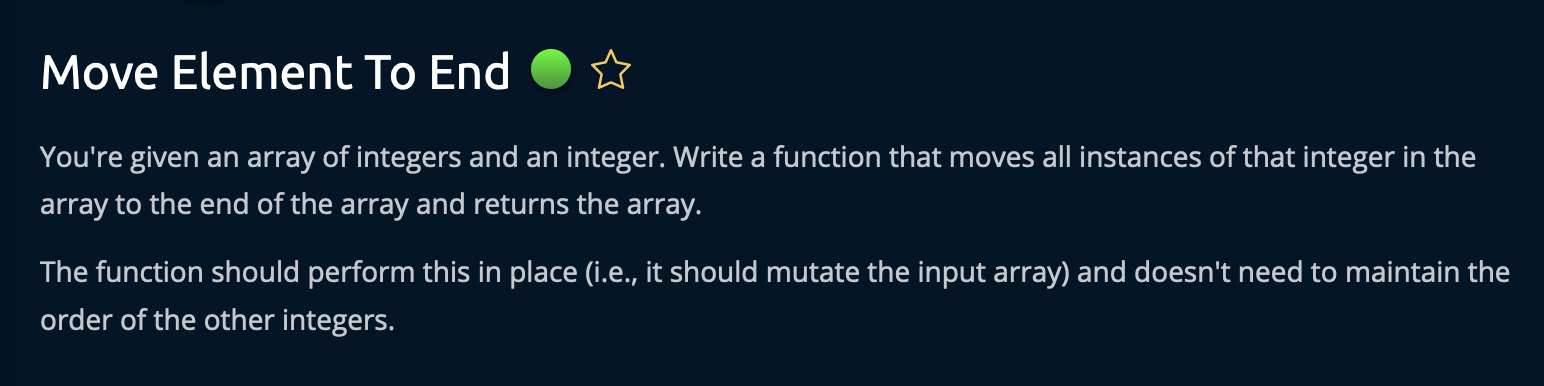 Move Element To End
You're given an array of integers and an integer. Write a function that moves all instances of that integer in the
array to the end of the array and returns the array.
The function should perform this in place (i.e., it should mutate the input array) and doesn't need to maintain the
order of the other integers.